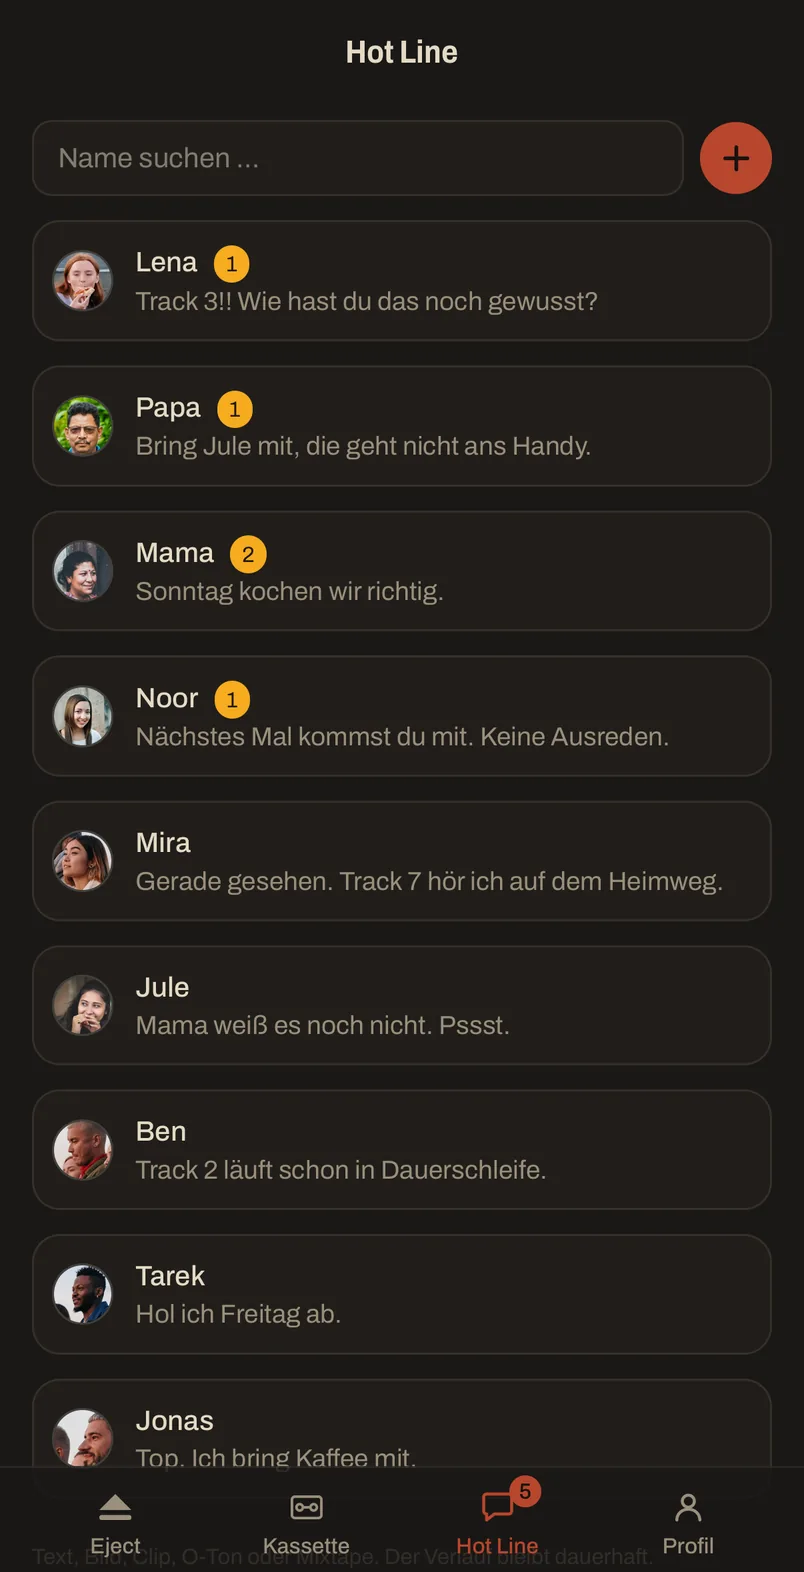 Hot Line
Name suchen ...
Lena 1
Track 3!! Wie hast du das noch gewusst?
Papa 1
Bring Jule mit, die geht nicht ans Handy.
Mama 2
Sonntag kochen wir richtig.
Noor 1
Nächstes Mal kommst du mit. Keine Ausreden.
Mira
Gerade gesehen. Track 7 hör ich auf dem Heimweg.
Jule
Mama weiß es noch nicht. Pssst.
Ben
Track 2 läuft schon in Dauerschleife.
Tarek
Hol ich Freitag ab.
Jonas
Top. Ich bring Kaffee mit.
5
Eject Kassette Hot Line Profil
Text, Bild, Clip, O-Ton oder Mixtape. Der Verlauf bleibt dauerhaft.